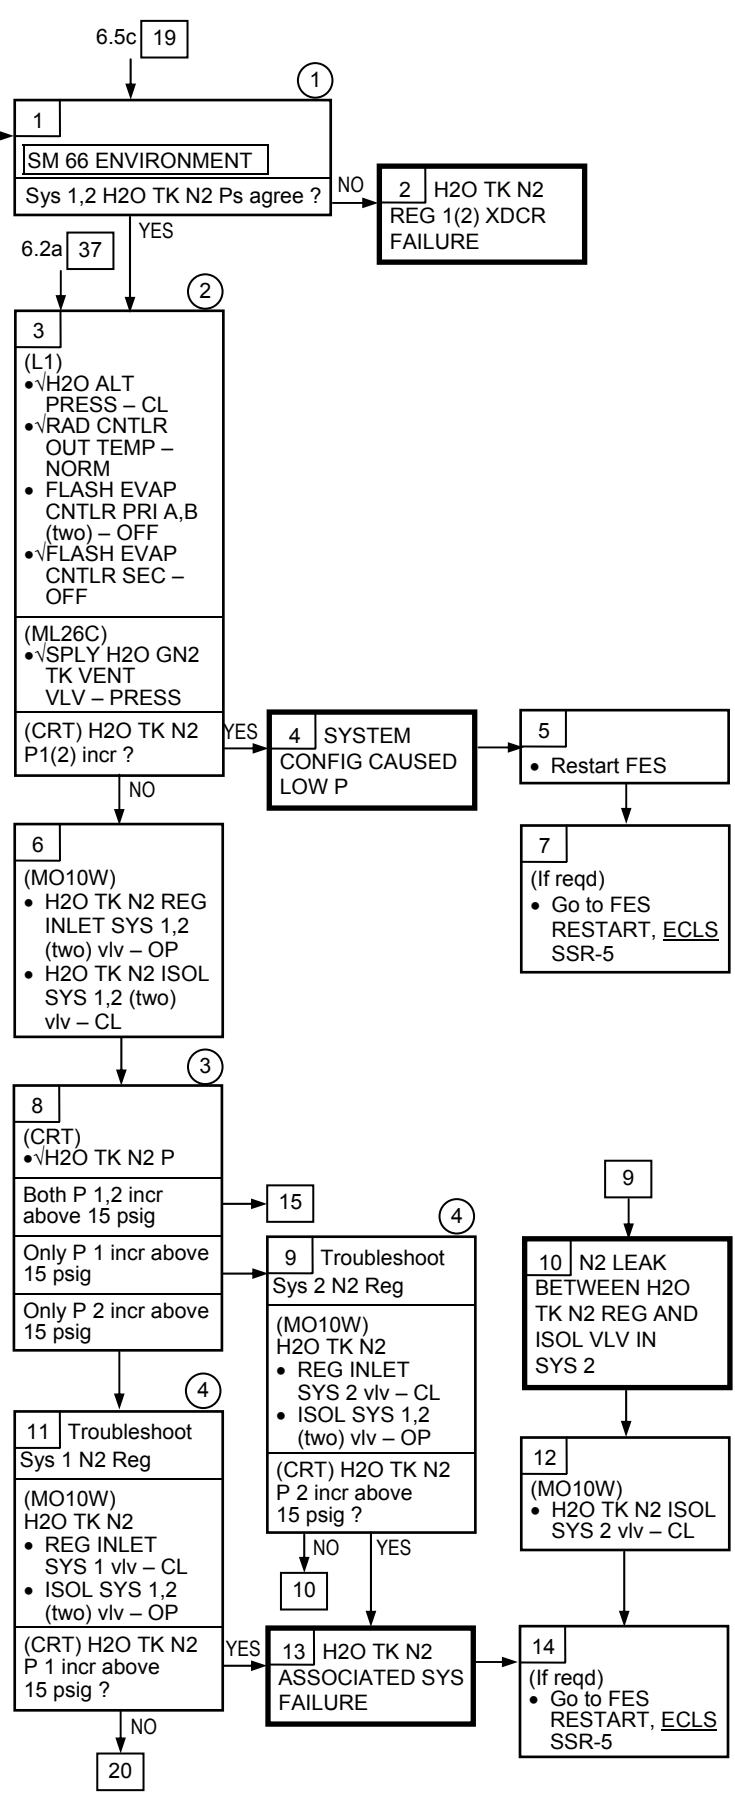 6.5c 19
1
1
SM 66 ENVIRONMENT
Sys 1,2 H2O TK N2 Ps agree ?
NO
2 H2O TK N2
REG 1(2) XDCR
FAILURE
YES
6.2a 37
2
3
(L1)
•√H2O ALT
PRESS – CL
•√RAD CNTLR
OUT TEMP –
NORM
• FLASH EVAP
CNTLR PRI A,B
(two) – OFF
•√FLASH EVAP
CNTLR SEC –
OFF
(ML26C)
•√SPLY H2O GN2
TK VENT
VLV – PRESS
(CRT) H2O TK N2
P1(2) incr ?
YES
4 SYSTEM
CONFIG CAUSED
LOW P
5
• Restart FES
NO
6
(MO10W)
• H2O TK N2 REG
INLET SYS 1,2
(two) vlv – OP
• H2O TK N2 ISOL
SYS 1,2 (two)
vlv – CL
7
(If reqd)
• Go to FES
RESTART, ECLS
SSR-5
3
8
(CRT)
•√H2O TK N2 P
Both P 1,2 incr
above 15 psig
15
Only P 1 incr above
15 psig
Only P 2 incr above
15 psig
4
9 Troubleshoot
Sys 2 N2 Reg
(MO10W)
H2O TK N2
• REG INLET
SYS 2 vlv – CL
• ISOL SYS 1,2
(two) vlv – OP
(CRT) H2O TK N2
P 2 incr above
15 psig ?
NO
10
YES
9
10 N2 LEAK
BETWEEN H2O
TK N2 REG AND
ISOL VLV IN
SYS 2
4
11 Troubleshoot
Sys 1 N2 Reg
(MO10W)
H2O TK N2
• REG INLET
SYS 1 vlv – CL
• ISOL SYS 1,2
(two) vlv – OP
(CRT) H2O TK N2
P 1 incr above
15 psig ?
YES
NO
20
12
(MO10W)
• H2O TK N2 ISOL
SYS 2 vlv – CL
13 H2O TK N2
ASSOCIATED SYS
FAILURE
14
(If reqd)
• Go to FES
RESTART, ECLS
SSR-5